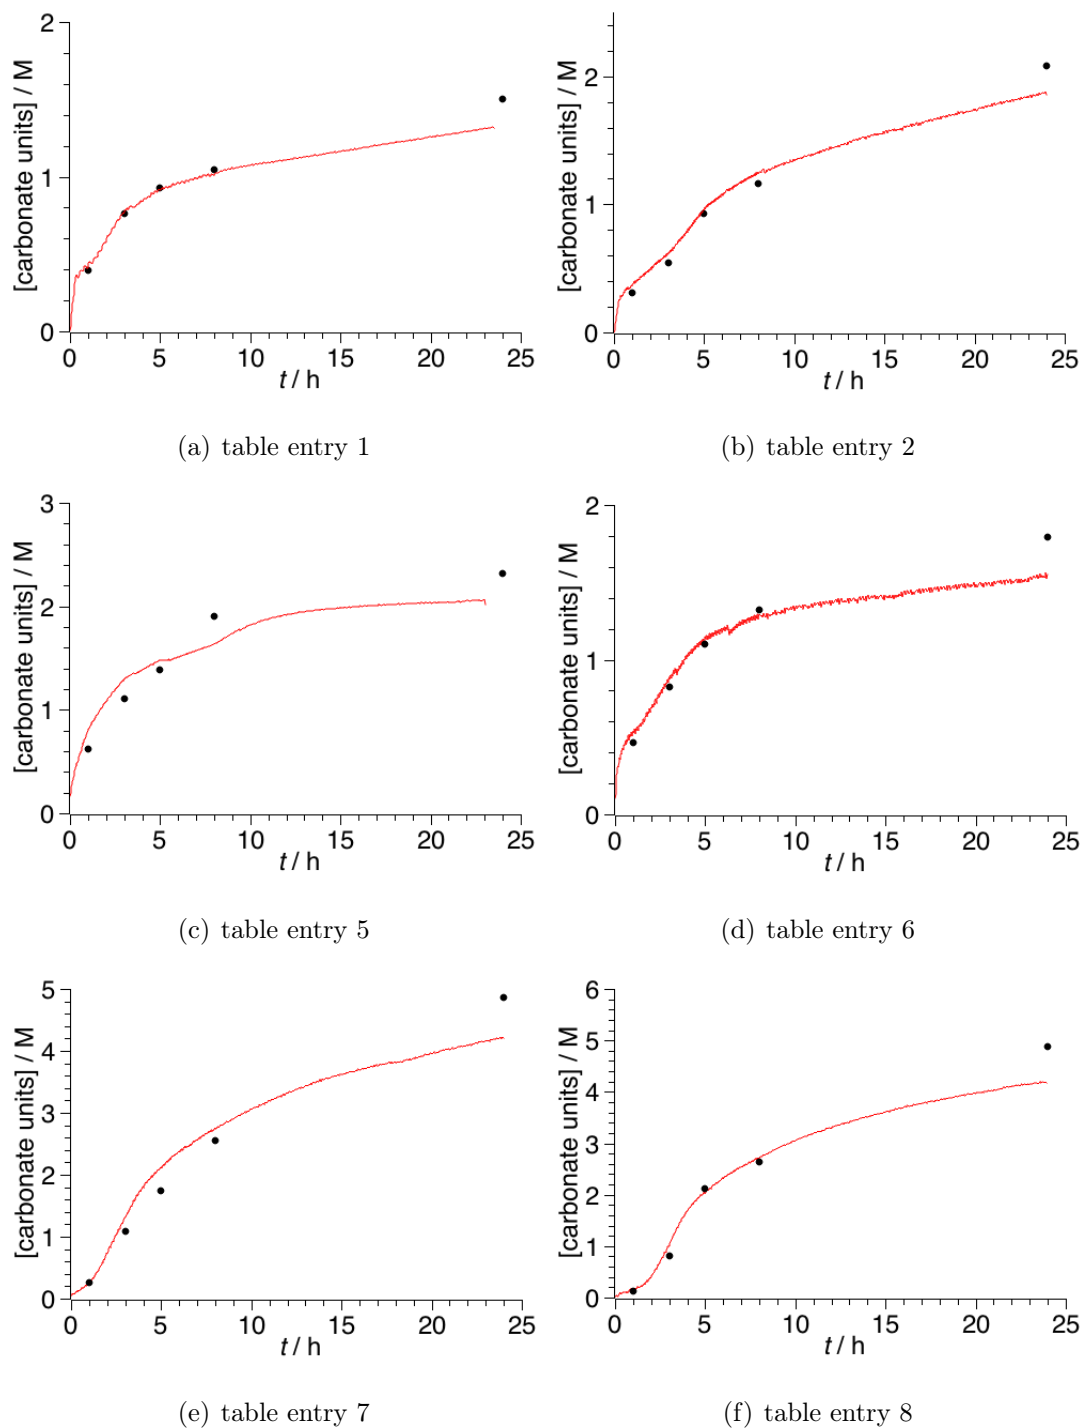 [carbonate units] / M
2
1
0
0 5 10 15 20 25
t / h
(a) table entry 1
[carbonate units] / M
2
1
0
0 5 10 15 20 25
t / h
(b) table entry 2
[carbonate units] / M
3
2
1
0
0 5 10 15 20 25
t / h
(c) table entry 5
[carbonate units] / M
2
1
0
0 5 10 15 20 25
t / h
(d) table entry 6
[carbonate units] / M
5
4
3
2
1
0
0 5 10 15 20 25
t / h
(e) table entry 7
[carbonate units] / M
6
5
4
3
2
1
0
0 5 10 15 20 25
t / h
(f) table entry 8